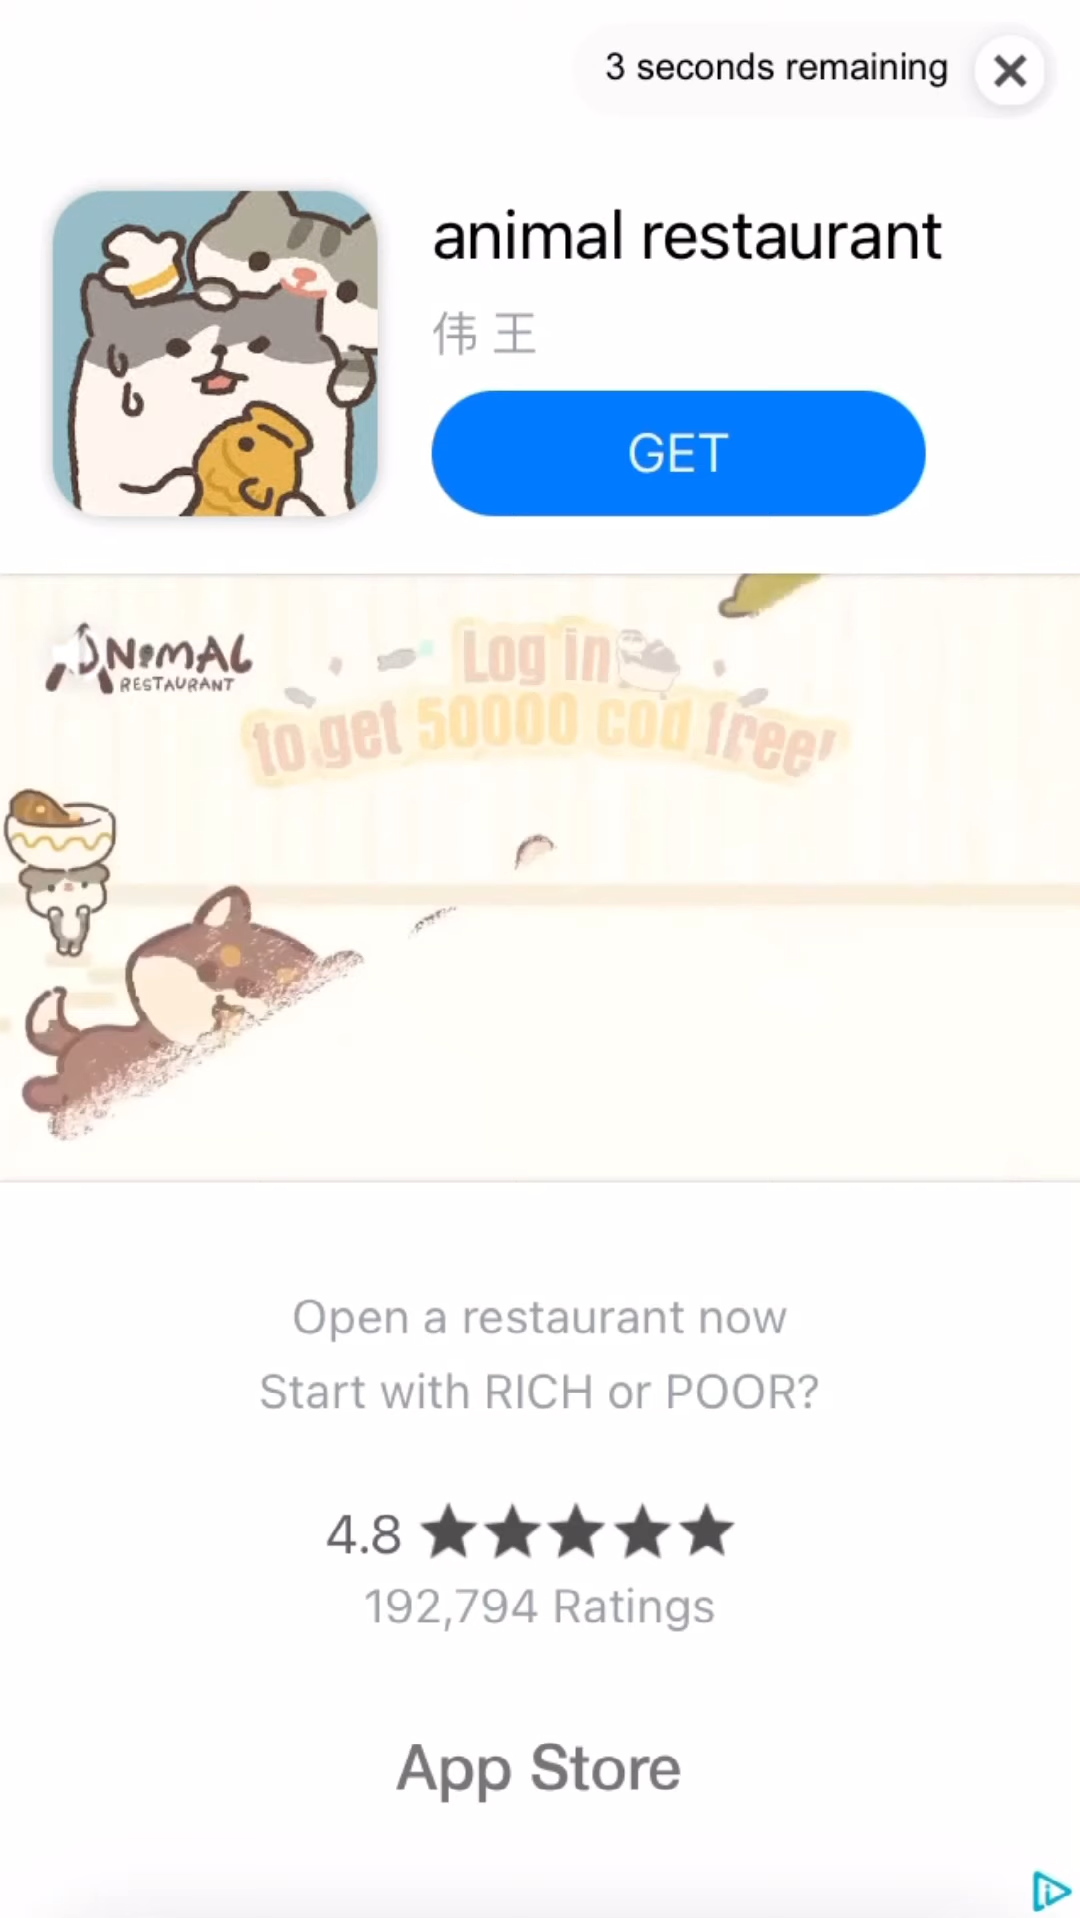 3 seconds remaining
animal restaurant
伟 王
GET
ANiMAL
RESTAURANT
Log in
to get 50000 cod free!
Open a restaurant now
Start with RICH or POOR?
4.8
192,794 Ratings
App Store